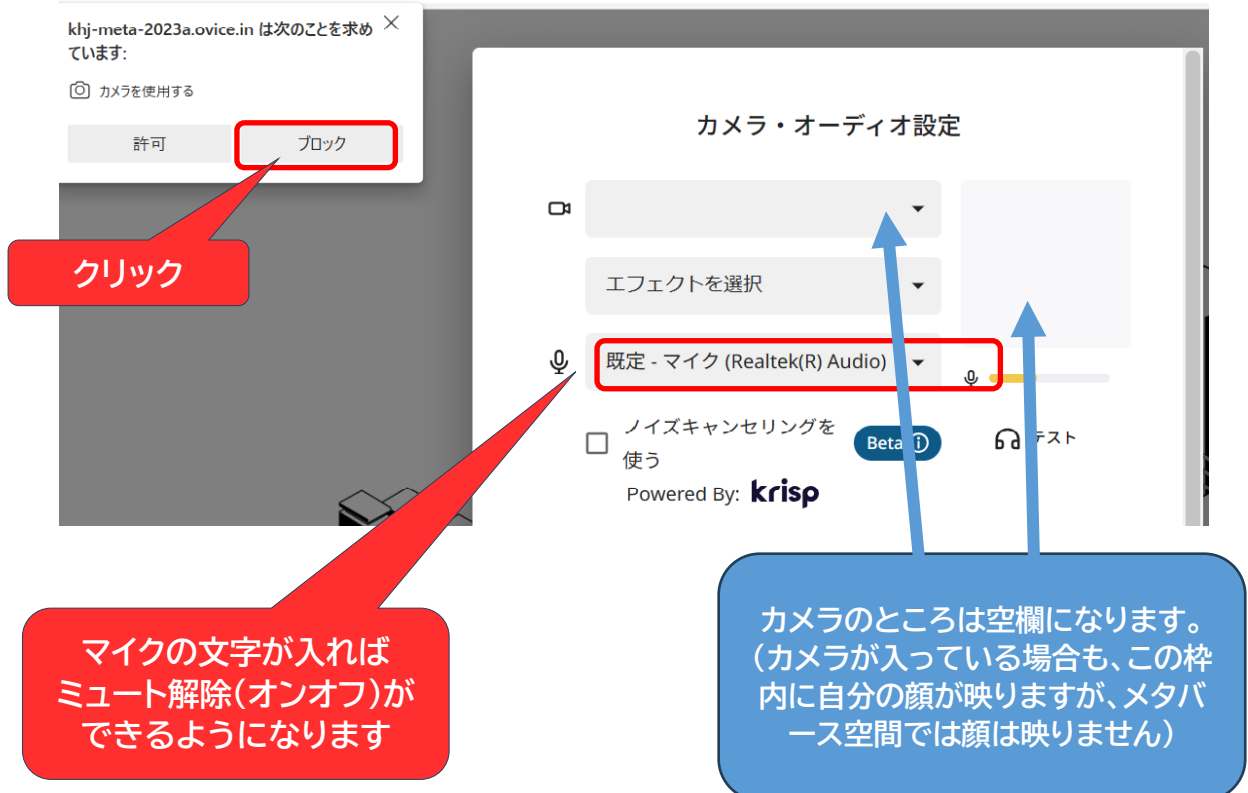 khj-meta-2023a.ovice.in は次のことを求め
ています:
カメラを使用する
許可
ブロック
クリック
カメラ・オーディオ設定
エフェクトを選択
既定 - マイク (Realtek(R) Audio)
ノイズキャンセリングを
使う
Beta
テスト
Powered By: krisp
マイクの文字が入れば
ミュート解除(オンオフ)が
できるようになります
カメラのところは空欄になります。
(カメラが入っている場合も、この枠
内に自分の顔が映りますが、メタバ
ース空間では顔は映りません)